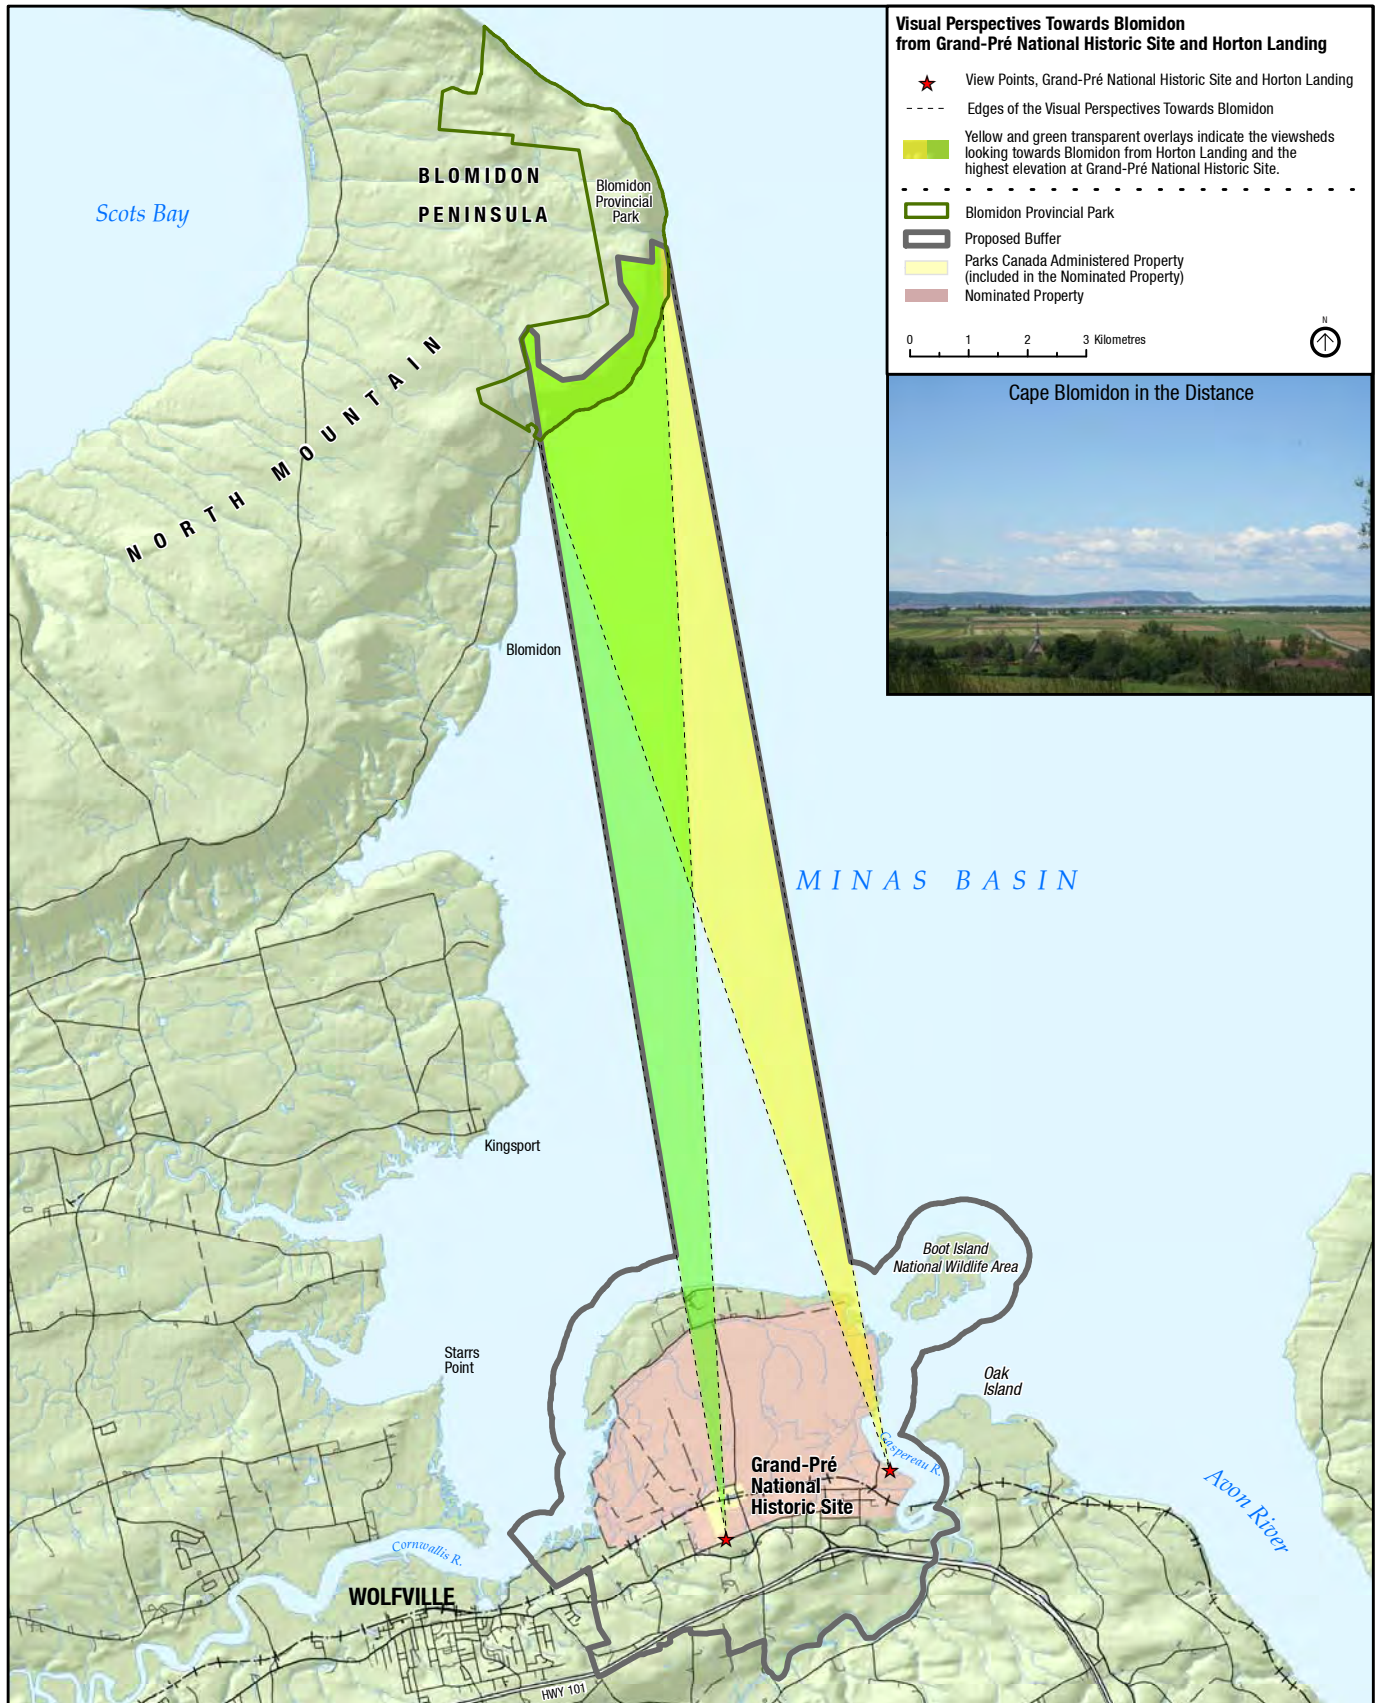 Visual Perspectives Towards Blomidon
from Grand-Pré National Historic Site and Horton Landing
View Points, Grand-Pré National Historic Site and Horton Landing
Edges of the Visual Perspectives Towards Blomidon
Yellow and green transparent overlays indicate the viewsheds
looking towards Blomidon from Horton Landing and the
highest elevation at Grand-Pré National Historic Site.
Blomidon Provincial Park
Proposed Buffer
Parks Canada Administered Property
(included in the Nominated Property)
Nominated Property
0 1 2 3 Kilometres
N
Cape Blomidon in the Distance
BLOMIDON
PENINSULA
Blomidon
Provincial
Park
Scots Bay
NORTH MOUNTAIN
Blomidon
MINAS BASIN
Kingsport
Boot Island
National Wildlife Area
Starrs
Point
Oak
Island
Gaspereau R.
Grand-Pré
National
Historic Site
Avon River
Cornwallis R.
WOLFVILLE
HWY 101